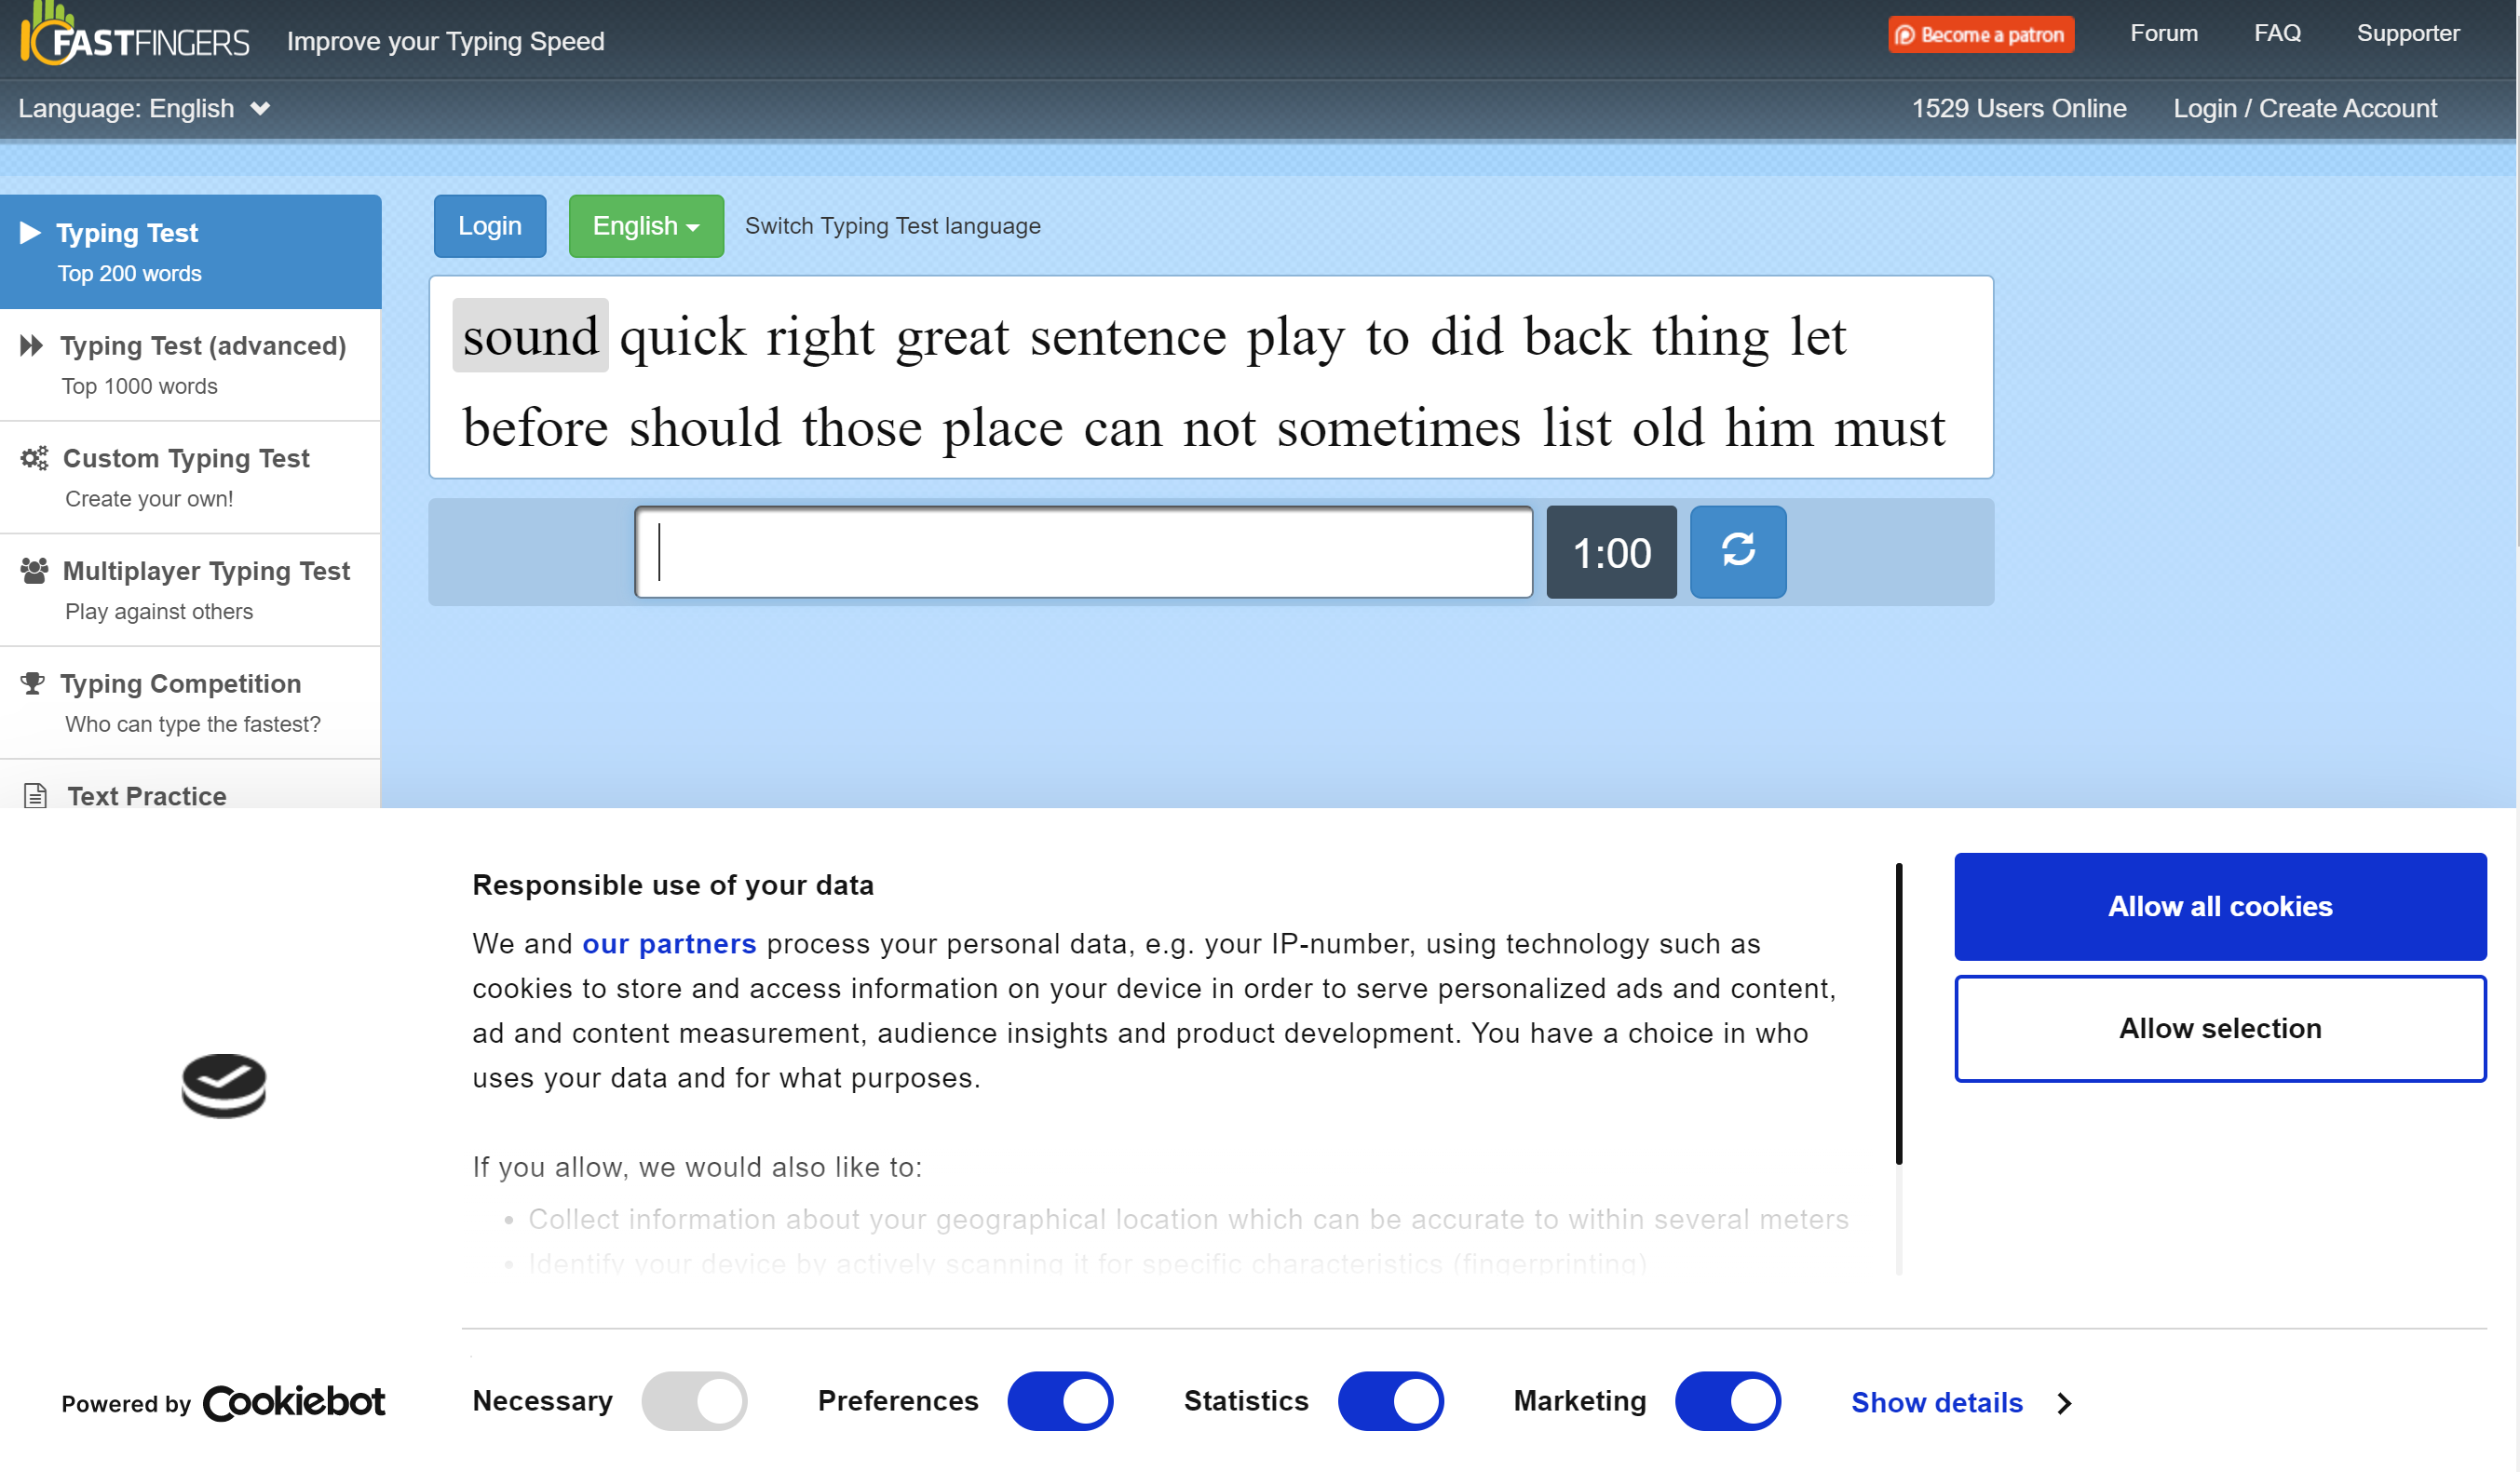 FASTFINGERS Improve your Typing Speed
Become a patron Forum FAQ Supporter
Language: English
1529 Users Online Login / Create Account
Typing Test
Top 200 words
Typing Test (advanced)
Top 1000 words
Custom Typing Test
Create your own!
Multiplayer Typing Test
Play against others
Typing Competition
Who can type the fastest?
Text Practice
Login English Switch Typing Test language
sound quick right great sentence play to did back thing let
before should those place can not sometimes list old him must
1:00
Responsible use of your data
We and our partners process your personal data, e.g. your IP-number, using technology such as
cookies to store and access information on your device in order to serve personalized ads and content,
ad and content measurement, audience insights and product development. You have a choice in who
uses your data and for what purposes.
If you allow, we would also like to:
• Collect information about your geographical location which can be accurate to within several meters
• Identify your device by actively scanning it for specific characteristics (fingerprinting)
Allow all cookies
Allow selection
Powered by Cookiebot
Necessary Preferences Statistics Marketing Show details